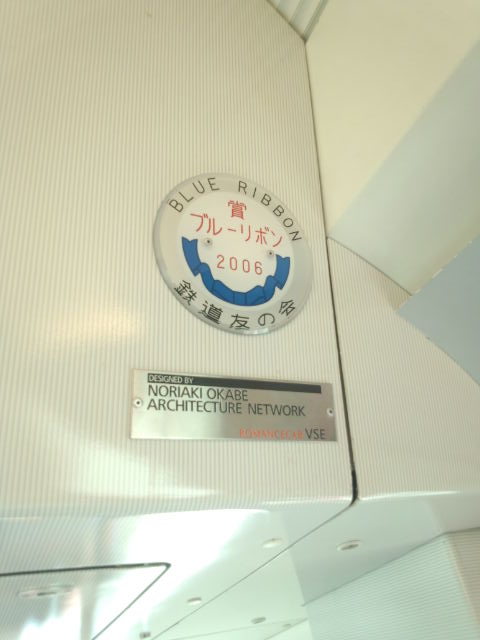 BLUE RIBBON
賞
ブルーリボン
2006
鉄道友の会
DESIGNED BY
NORIAKI OKABE
ARCHITECTURE NETWORK
ROMANCECAR VSE